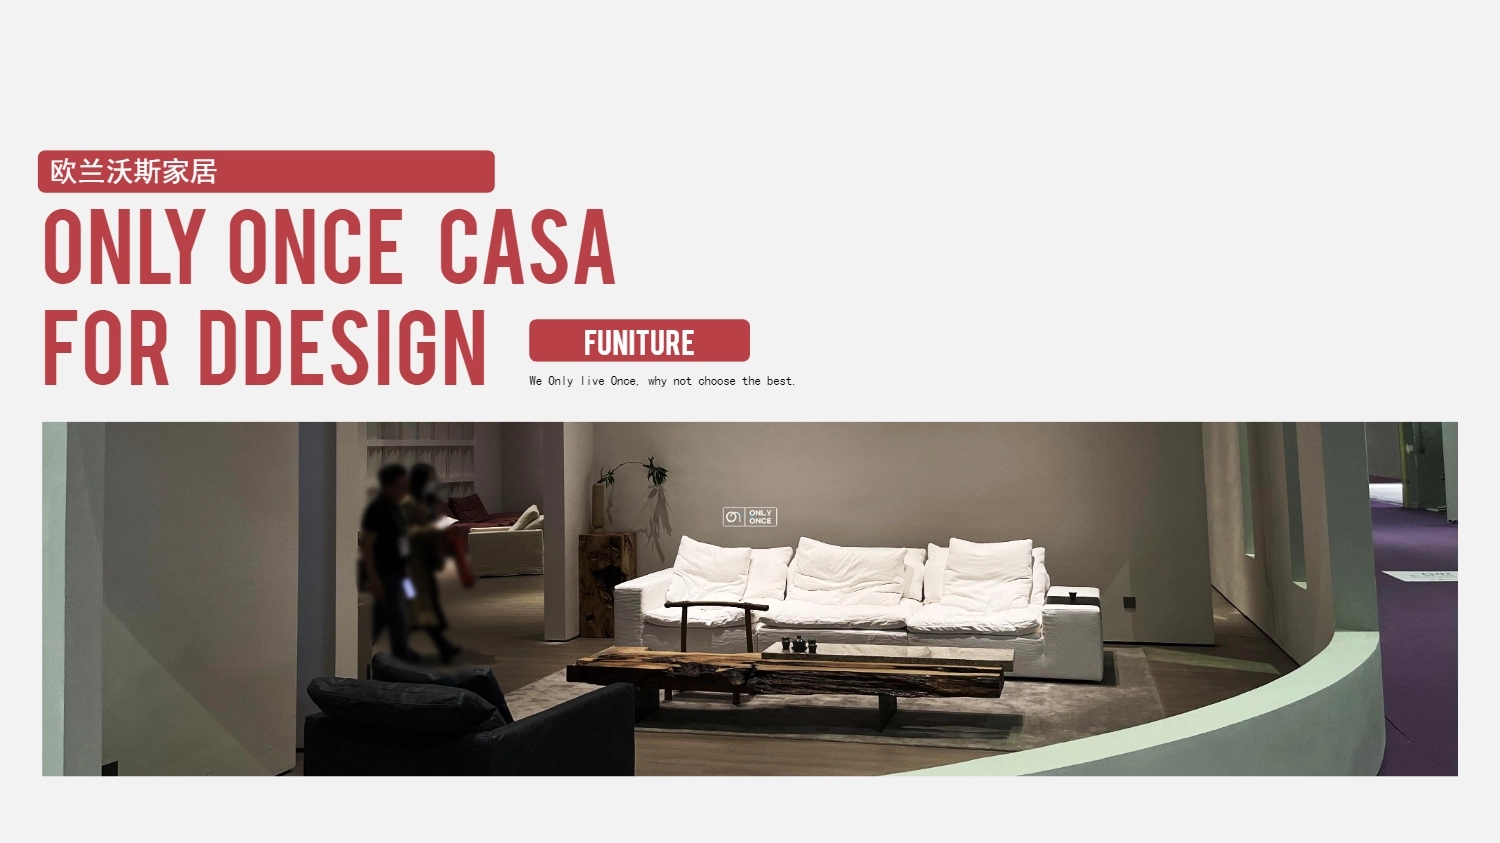 欧兰沃斯家居
ONLY ONCE CASA
FOR DDESIGN
FUNITURE
We Only live Once, why not choose the best.
ONLY
ONCE